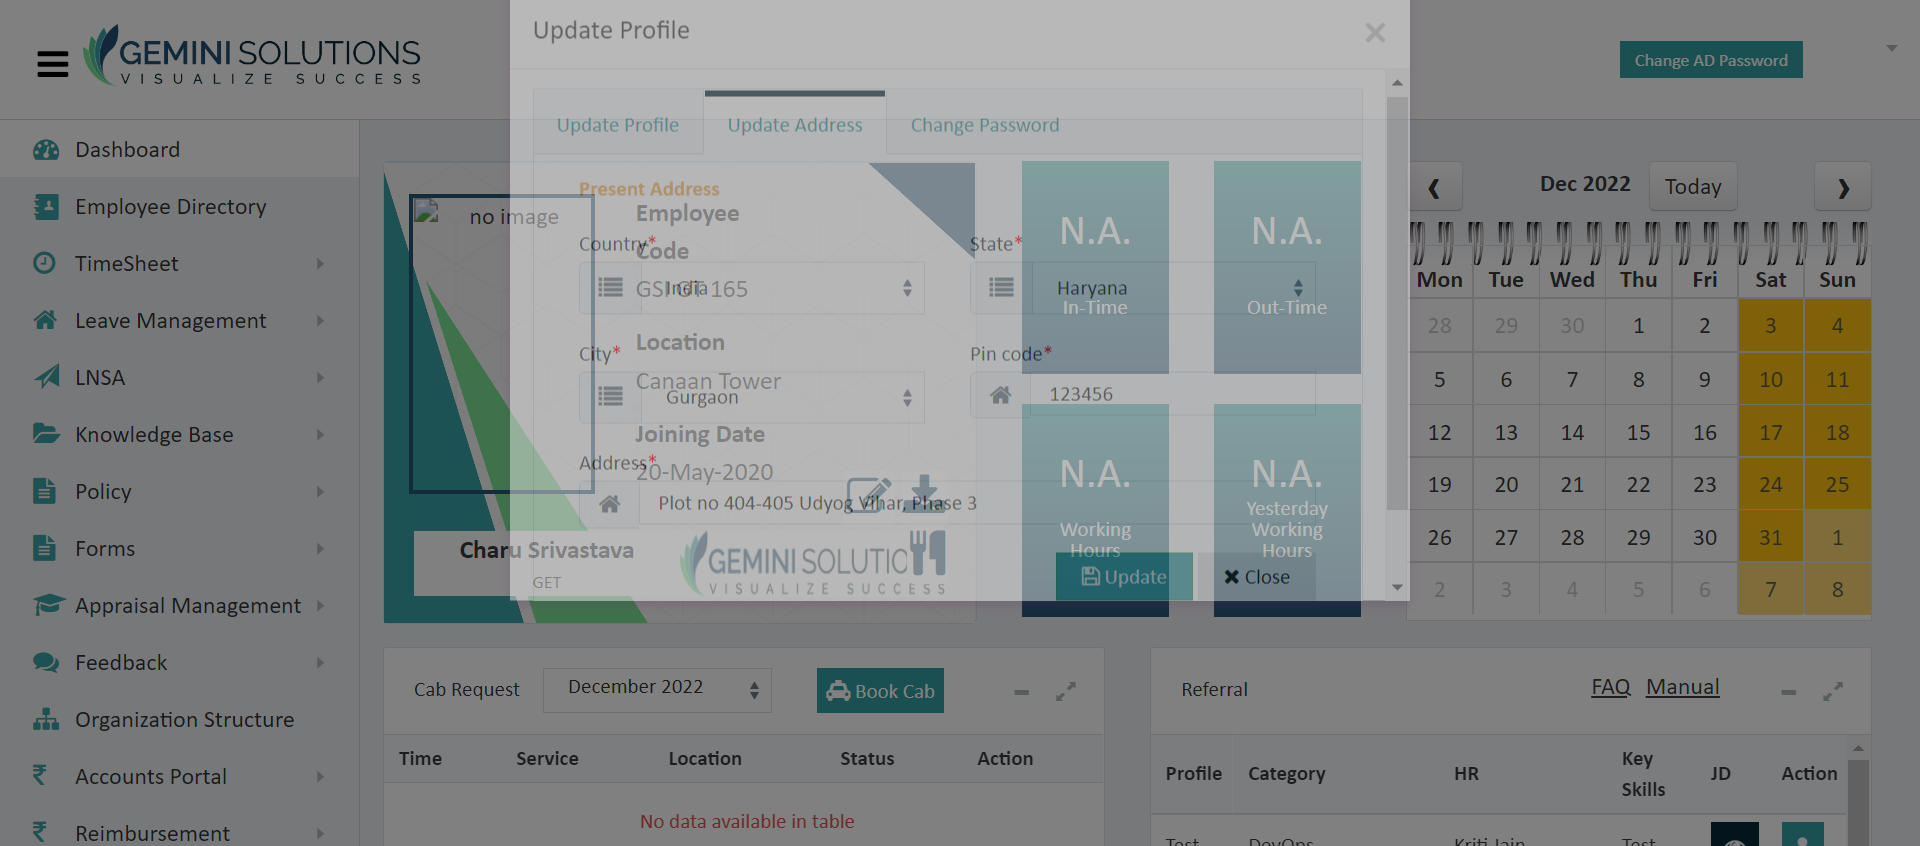 GEMINI SOLUTIONS
VISUALIZE SUCCESS
Change AD Password
Dashboard
Employee Directory
TimeSheet
Leave Management
LNSA
Knowledge Base
Policy
Forms
Appraisal Management
Feedback
Organization Structure
Accounts Portal
Reimbursement
Update Profile
Update Profile
Update Address
Change Password
Present Address
Country*
India
State*
Haryana
City*
Gurgaon
Pin code*
123456
Address*
Plot no 404-405 Udyog Vihar, Phase 3
Update
Close
no image
Employee
Code
GSI GT 165
Location
Canaan Tower
Joining Date
20-May-2020
Charu Srivastava
GET
GEMINI SOLUTIO
VISUALIZE SUCCESS
N.A.
In-Time
N.A.
Out-Time
N.A.
Working
Hours
N.A.
Yesterday
Working
Hours
Dec 2022
Today
Mon Tue Wed Thu Fri Sat Sun
28 29 30 1 2 3 4
5 6 7 8 9 10 11
12 13 14 15 16 17 18
19 20 21 22 23 24 25
26 27 28 29 30 31 1
2 3 4 5 6 7 8
Cab Request
December 2022
Book Cab
Time Service Location Status Action
No data available in table
Referral
FAQ Manual
Profile Category HR Key Skills JD Action
Test DevOps Kriti Jain Test